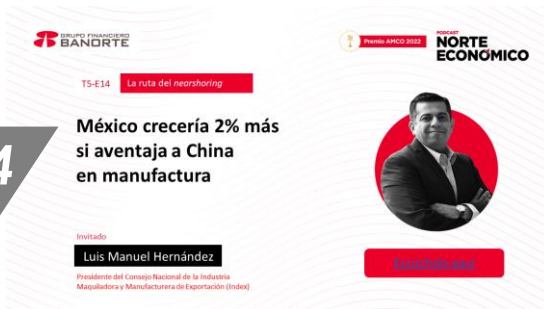 GRUPO FINANCIERO
BANORTE
Premio AMCO 2022
PODCAST
NORTE
ECONÓMICO
T5-E14
La ruta del nearshoring
4
México crecería 2% más
si aventaja a China
en manufactura
Invitado
Luis Manuel Hernández
Presidente del Consejo Nacional de la Industria
Maquiladora y Manufacturera de Exportación (Index)
Escúchalo aquí